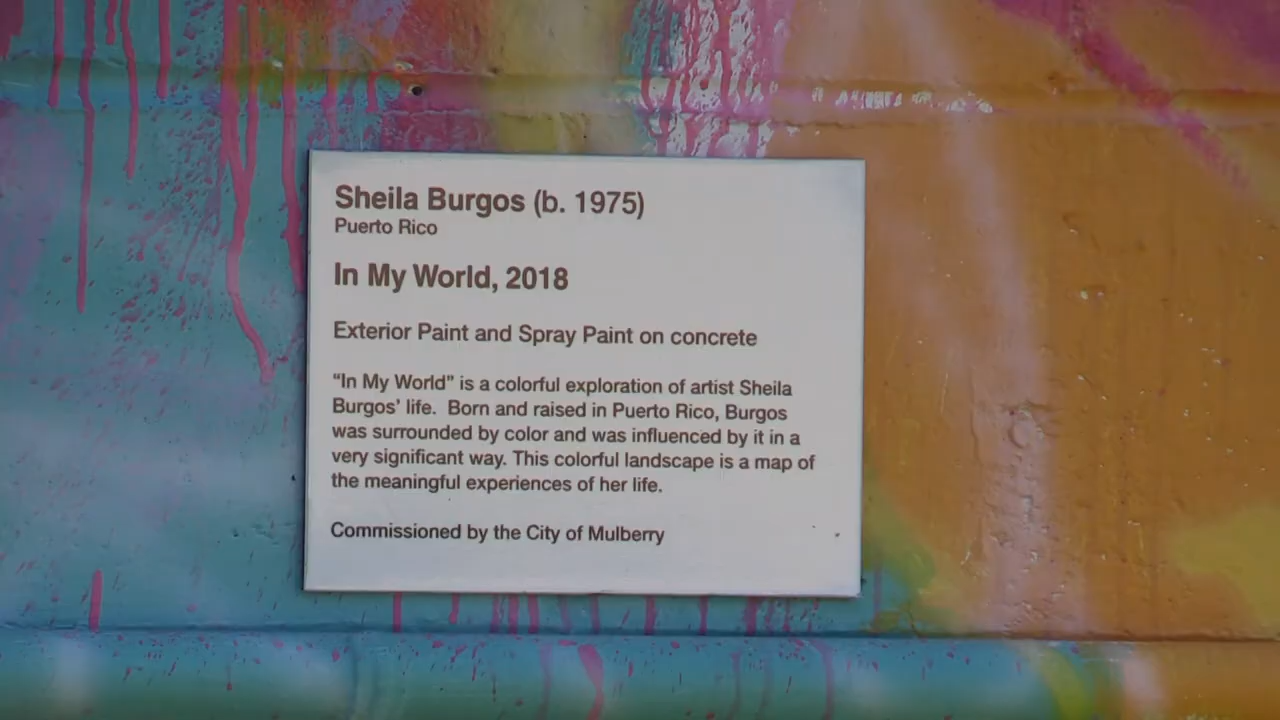 Sheila Burgos (b. 1975)
Puerto Rico
In My World, 2018
Exterior Paint and Spray Paint on concrete
“In My World” is a colorful exploration of artist Sheila
Burgos’ life.  Born and raised in Puerto Rico, Burgos
was surrounded by color and was influenced by it in a
very significant way. This colorful landscape is a map of
the meaningful experiences of her life.
Commissioned by the City of Mulberry